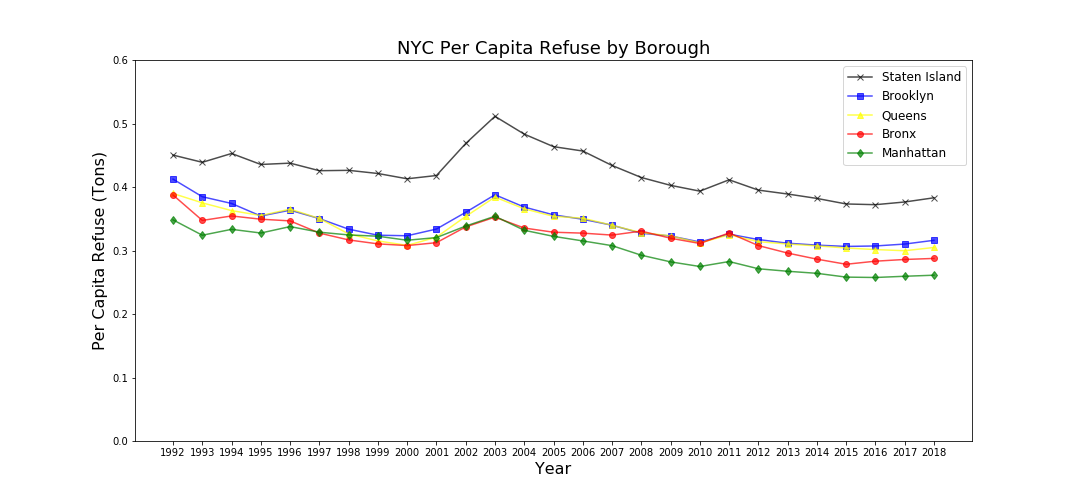 NYC Per Capita Refuse by Borough
Per Capita Refuse (Tons)
0.6
0.5
0.4
0.3
0.2
0.1
0.0
Staten Island
Brooklyn
Queens
Bronx
Manhattan
1992 1993 1994 1995 1996 1997 1998 1999 2000 2001 2002 2003 2004 2005 2006 2007 2008 2009 2010 2011 2012 2013 2014 2015 2016 2017 2018
Year